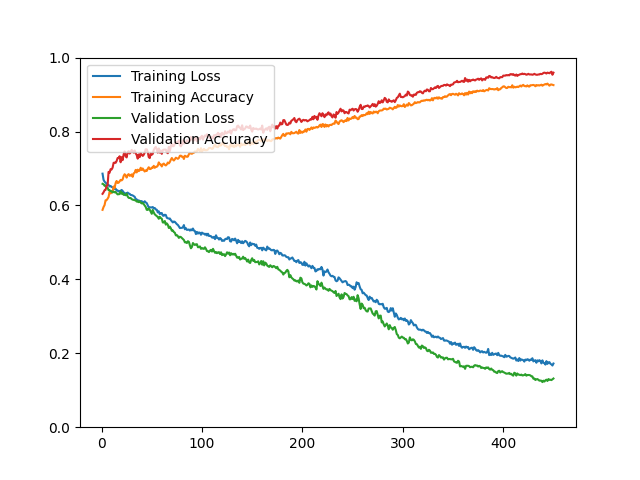 1.0
0.8
0.6
0.4
0.2
0.0
Training Loss
Training Accuracy
Validation Loss
Validation Accuracy
0 100 200 300 400